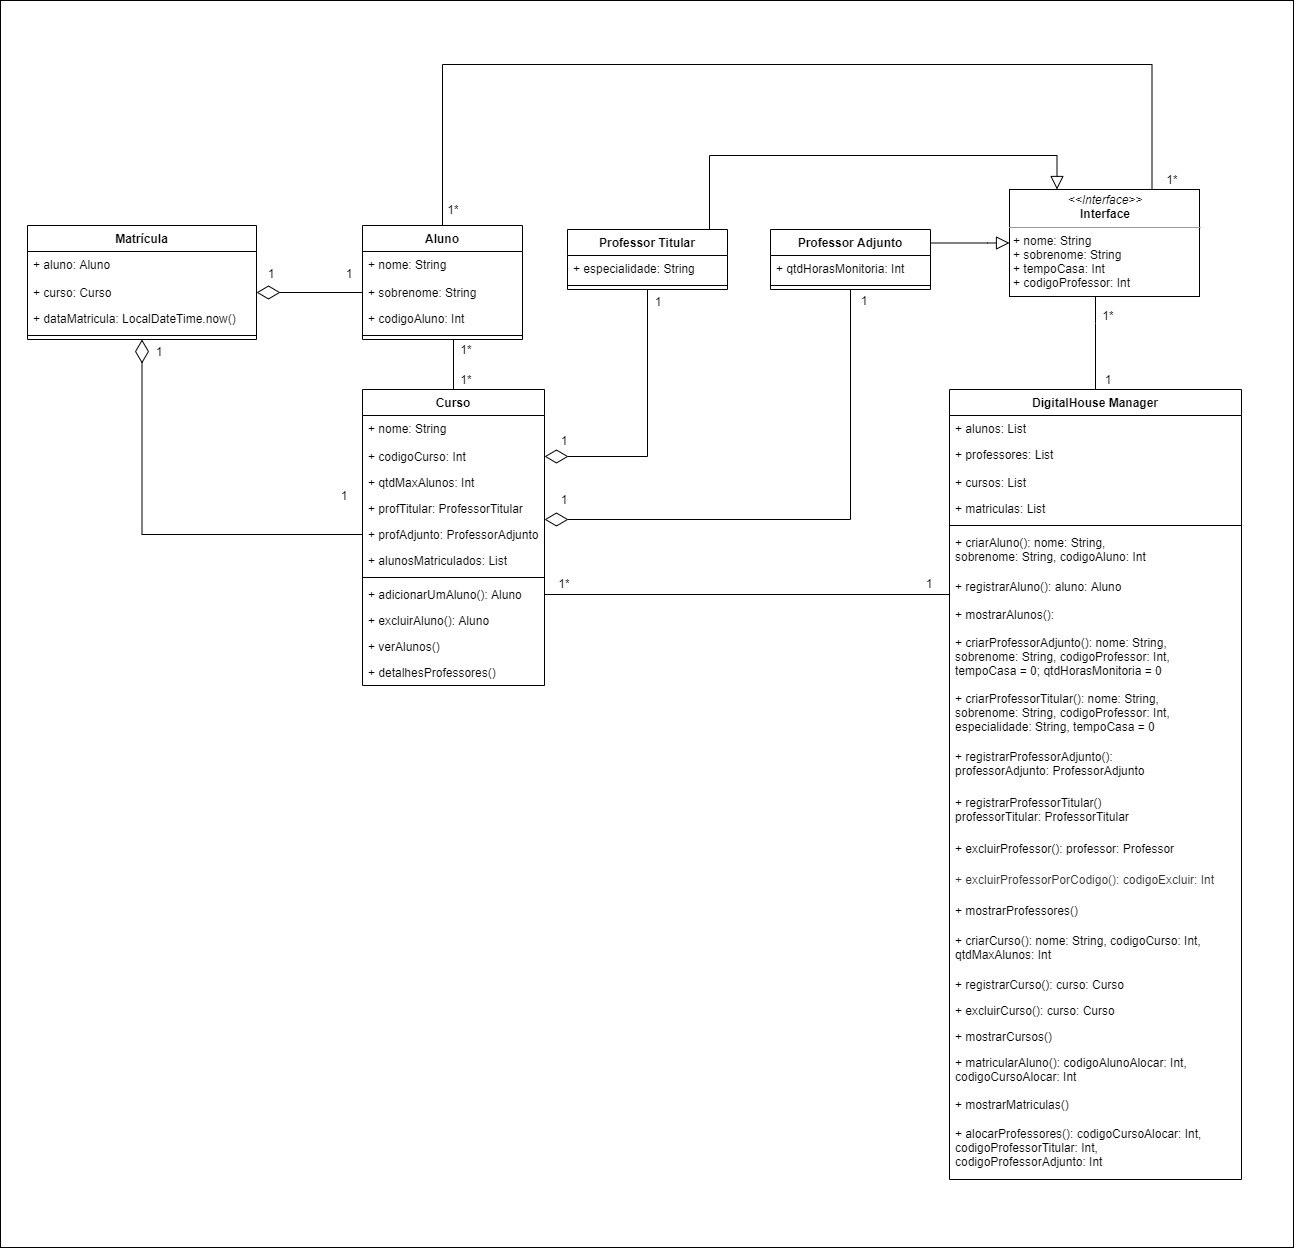 1*
1*
Matrícula
+ aluno: Aluno
+ curso: Curso
+ dataMatricula: LocalDateTime.now()
1
1
1
1
Aluno
+ nome: String
+ sobrenome: String
+ codigoAluno: Int
1*
1*
Professor Titular
+ especialidade: String
1
Professor Adjunto
+ qtdHorasMonitoria: Int
1
<<Interface>>
Interface
+ nome: String
+ sobrenome: String
+ tempoCasa: Int
+ codigoProfessor: Int
1*
1
Curso
+ nome: String
+ codigoCurso: Int
+ qtdMaxAlunos: Int
+ profTitular: ProfessorTitular
+ profAdjunto: ProfessorAdjunto
+ alunosMatriculados: List
+ adicionarUmAluno(): Aluno
+ excluirAluno(): Aluno
+ verAlunos()
+ detalhesProfessores()
1
1
1*
1
DigitalHouse Manager
+ alunos: List
+ professores: List
+ cursos: List
+ matriculas: List
+ criarAluno(): nome: String,
sobrenome: String, codigoAluno: Int
+ registrarAluno(): aluno: Aluno
+ mostrarAlunos():
+ criarProfessorAdjunto(): nome: String,
sobrenome: String, codigoProfessor: Int,
tempoCasa = 0; qtdHorasMonitoria = 0
+ criarProfessorTitular(): nome: String,
sobrenome: String, codigoProfessor: Int,
especialidade: String, tempoCasa = 0
+ registrarProfessorAdjunto():
professorAdjunto: ProfessorAdjunto
+ registrarProfessorTitular()
professorTitular: ProfessorTitular
+ excluirProfessor(): professor: Professor
+ excluirProfessorPorCodigo(): codigoExcluir: Int
+ mostrarProfessores()
+ criarCurso(): nome: String, codigoCurso: Int,
qtdMaxAlunos: Int
+ registrarCurso(): curso: Curso
+ excluirCurso(): curso: Curso
+ mostrarCursos()
+ matricularAluno(): codigoAlunoAlocar: Int,
codigoCursoAlocar: Int
+ mostrarMatriculas()
+ alocarProfessores(): codigoCursoAlocar: Int,
codigoProfessorTitular: Int,
codigoProfessorAdjunto: Int